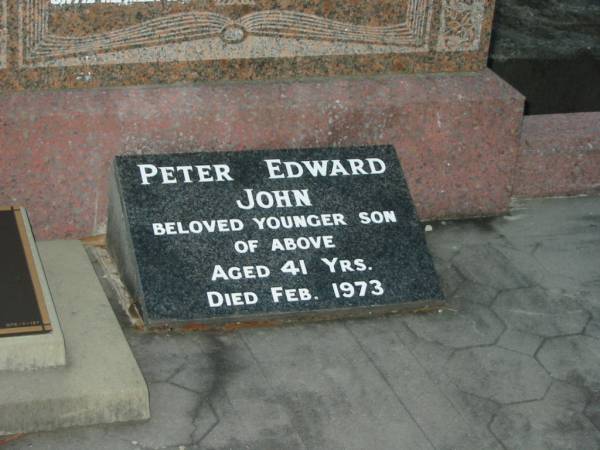 PETER EDWARD
JOHN
BELOVED YOUNGER SON
OF ABOVE
AGED 41 YRS.
DIED FEB. 1973